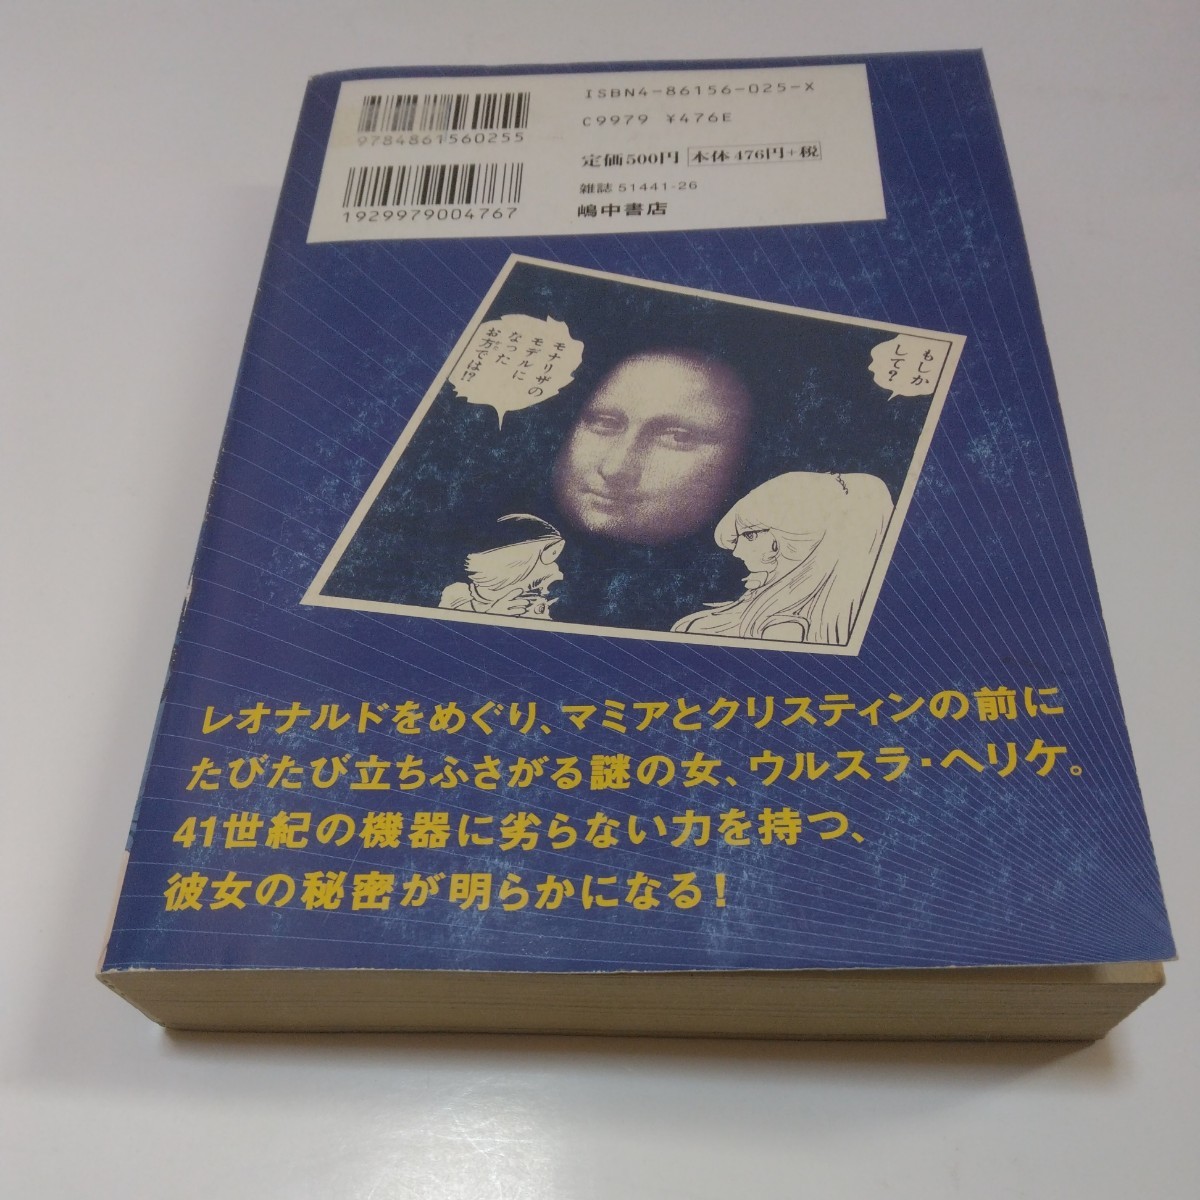 ISBN4-86156-025-X
C9979 ¥476E
9784861560255
定価500円 本体476円+税
雑誌 51441-26
1929979004767
嶋中書店
もしか
して?
モナリザの
モデルに
なった
お方では!?
レオナルドをめぐり、マミアとクリスティンの前に
たびたび立ちふさがる謎の女、ウルスラ・ヘリケ。
41世紀の機器に劣らない力を持つ、
彼女の秘密が明らかになる!